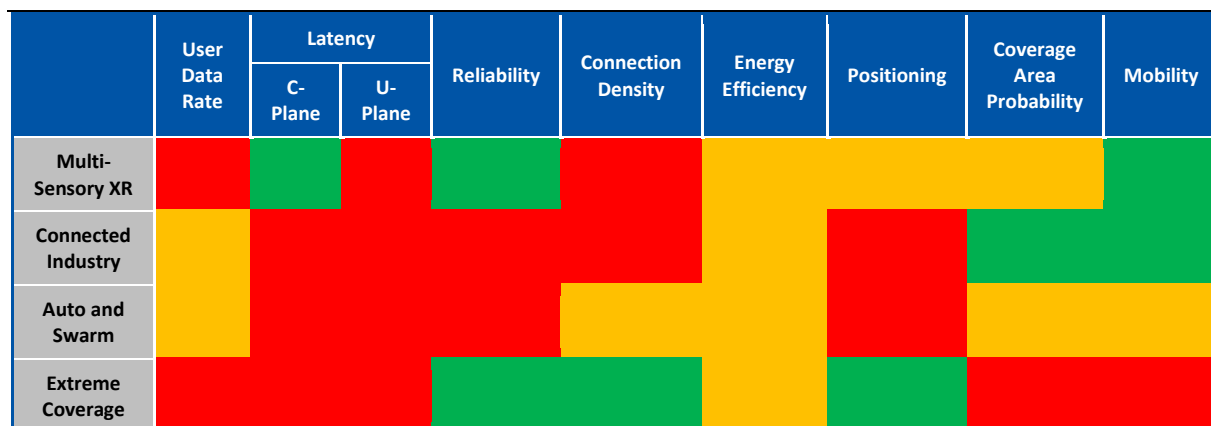 User
Data
Rate
Latency
C-
Plane
U-
Plane
Reliability
Connection
Density
Energy
Efficiency
Positioning
Coverage
Area
Probability
Mobility
Multi-
Sensory XR
Connected
Industry
Auto and
Swarm
Extreme
Coverage